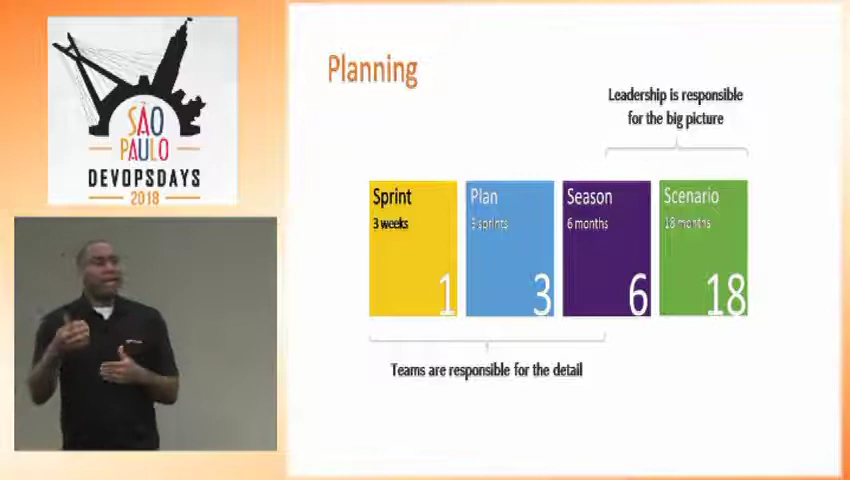 SÃO
PAULO
DEVOPSDAYS
2019
Planning
Leadership is responsible
for the big picture
Sprint
3 weeks
1
Plan
3 sprints
3
Season
6 months
6
Scenario
18 months
18
Teams are responsible for the detail